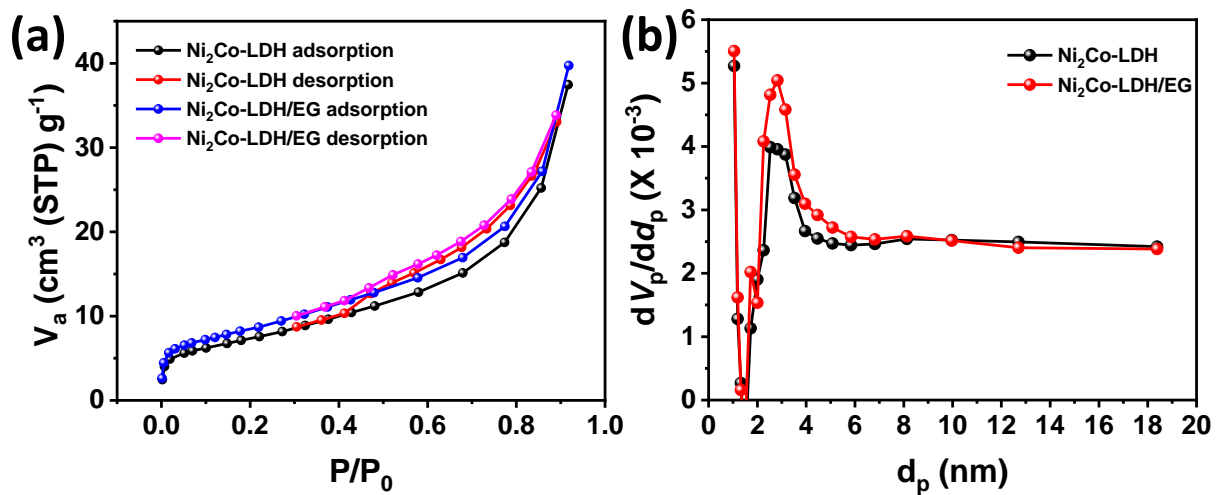 (a)
Ni₂Co-LDH adsorption
Ni₂Co-LDH desorption
Ni₂Co-LDH/EG adsorption
Ni₂Co-LDH/EG desorption
Vₐ (cm³ (STP) g⁻¹)
40
30
20
10
0
0.0 0.2 0.4 0.6 0.8 1.0
P/P₀
(b)
Ni₂Co-LDH
Ni₂Co-LDH/EG
dVₚ/ddₚ (X 10⁻³)
6
5
4
3
2
1
0
0 2 4 6 8 10 12 14 16 18 20
dₚ (nm)